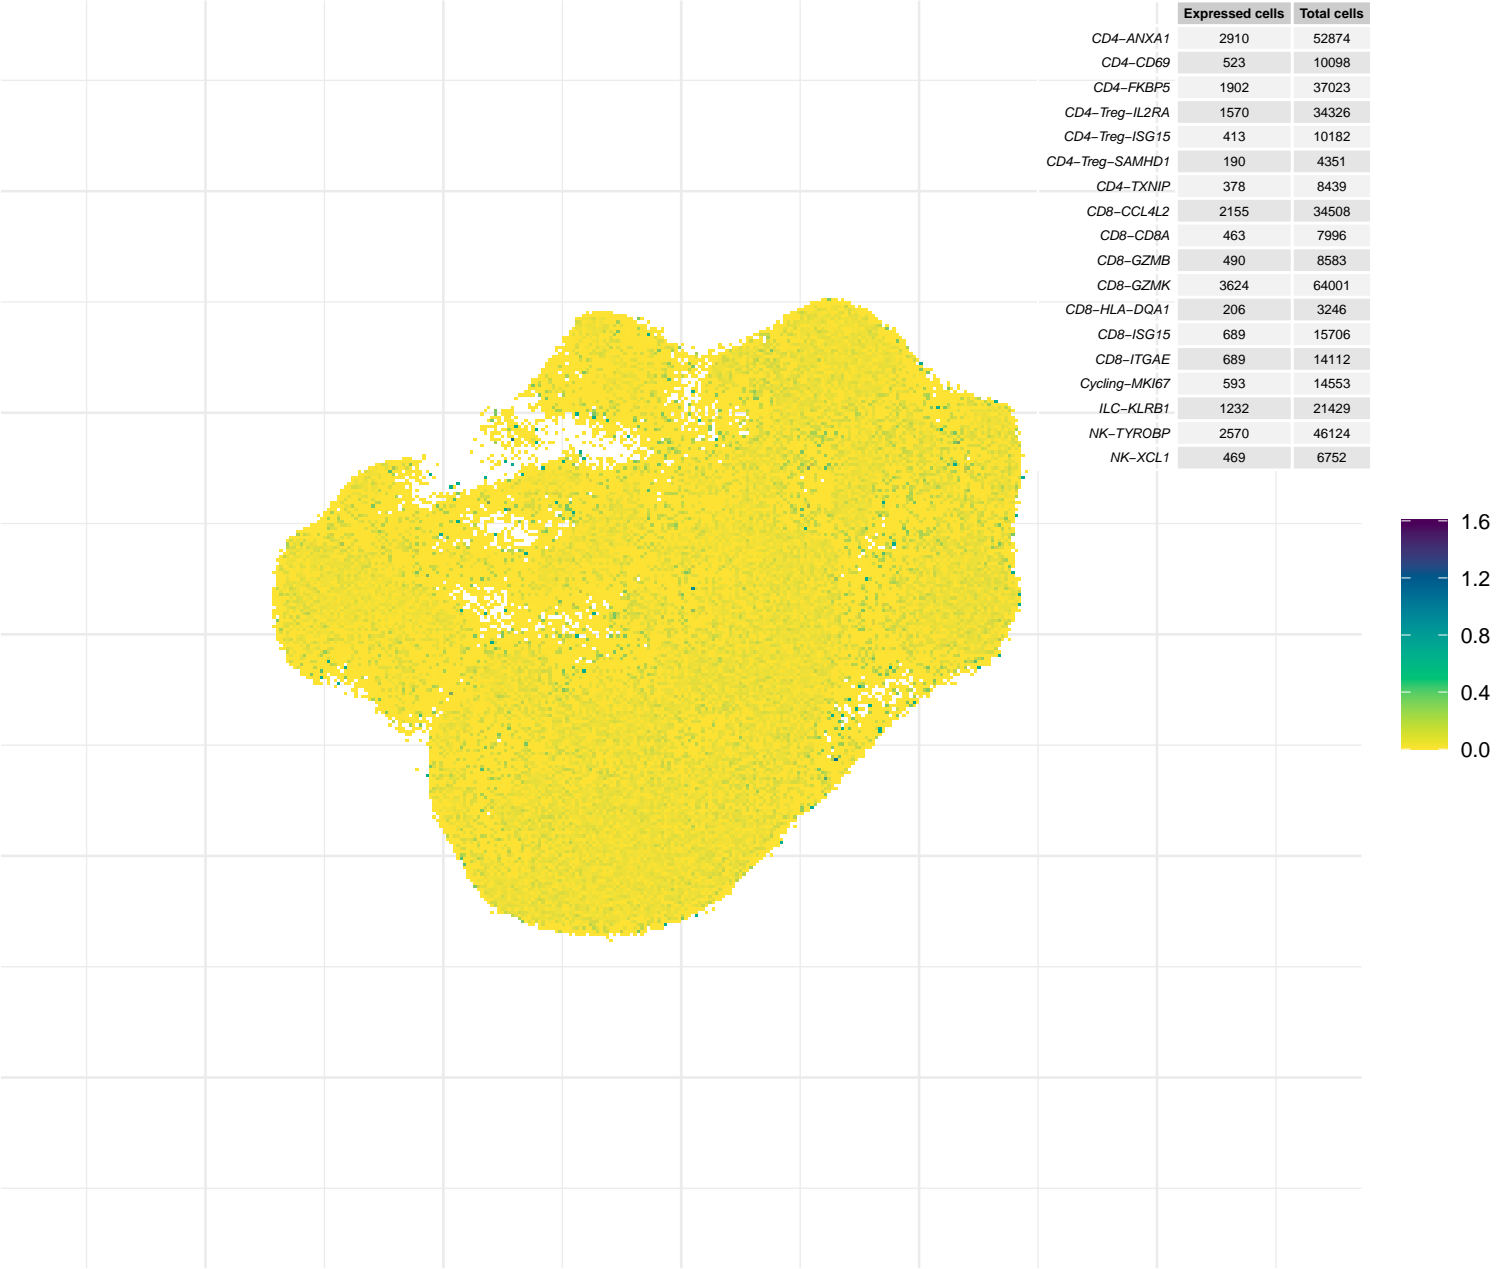 Expressed cells Total cells
CD4−ANXA1 2910 52874
CD4−CD69 523 10098
CD4−FKBP5 1902 37023
CD4−Treg−IL2RA 1570 34326
CD4−Treg−ISG15 413 10182
CD4−Treg−SAMHD1 190 4351
CD4−TXNIP 378 8439
CD8−CCL4L2 2155 34508
CD8−CD8A 463 7996
CD8−GZMB 490 8583
CD8−GZMK 3624 64001
CD8−HLA−DQA1 206 3246
CD8−ISG15 689 15706
CD8−ITGAE 689 14112
Cycling−MKI67 593 14553
ILC−KLRB1 1232 21429
NK−TYROBP 2570 46124
NK−XCL1 469 6752
1.6
1.2
0.8
0.4
0.0